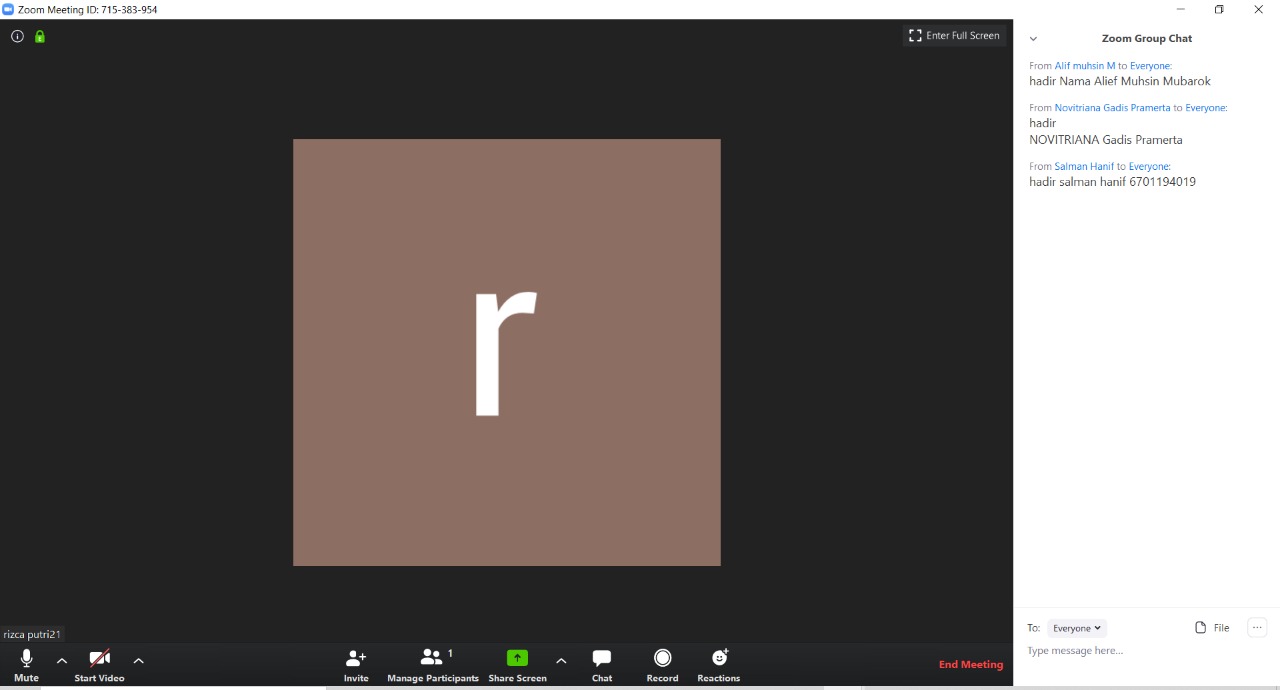 Zoom Meeting ID: 715-383-954
Enter Full Screen
r
rizca putri21
Mute
Start Video
Invite
Manage Participants
1
Share Screen
Chat
Record
Reactions
End Meeting
Zoom Group Chat
From Alif muhsin M to Everyone:
hadir Nama Alief Muhsin Mubarok
From Novitriana Gadis Pramerta to Everyone:
hadir
NOVITRIANA Gadis Pramerta
From Salman Hanif to Everyone:
hadir salman hanif 6701194019
To: Everyone
File
Type message here...